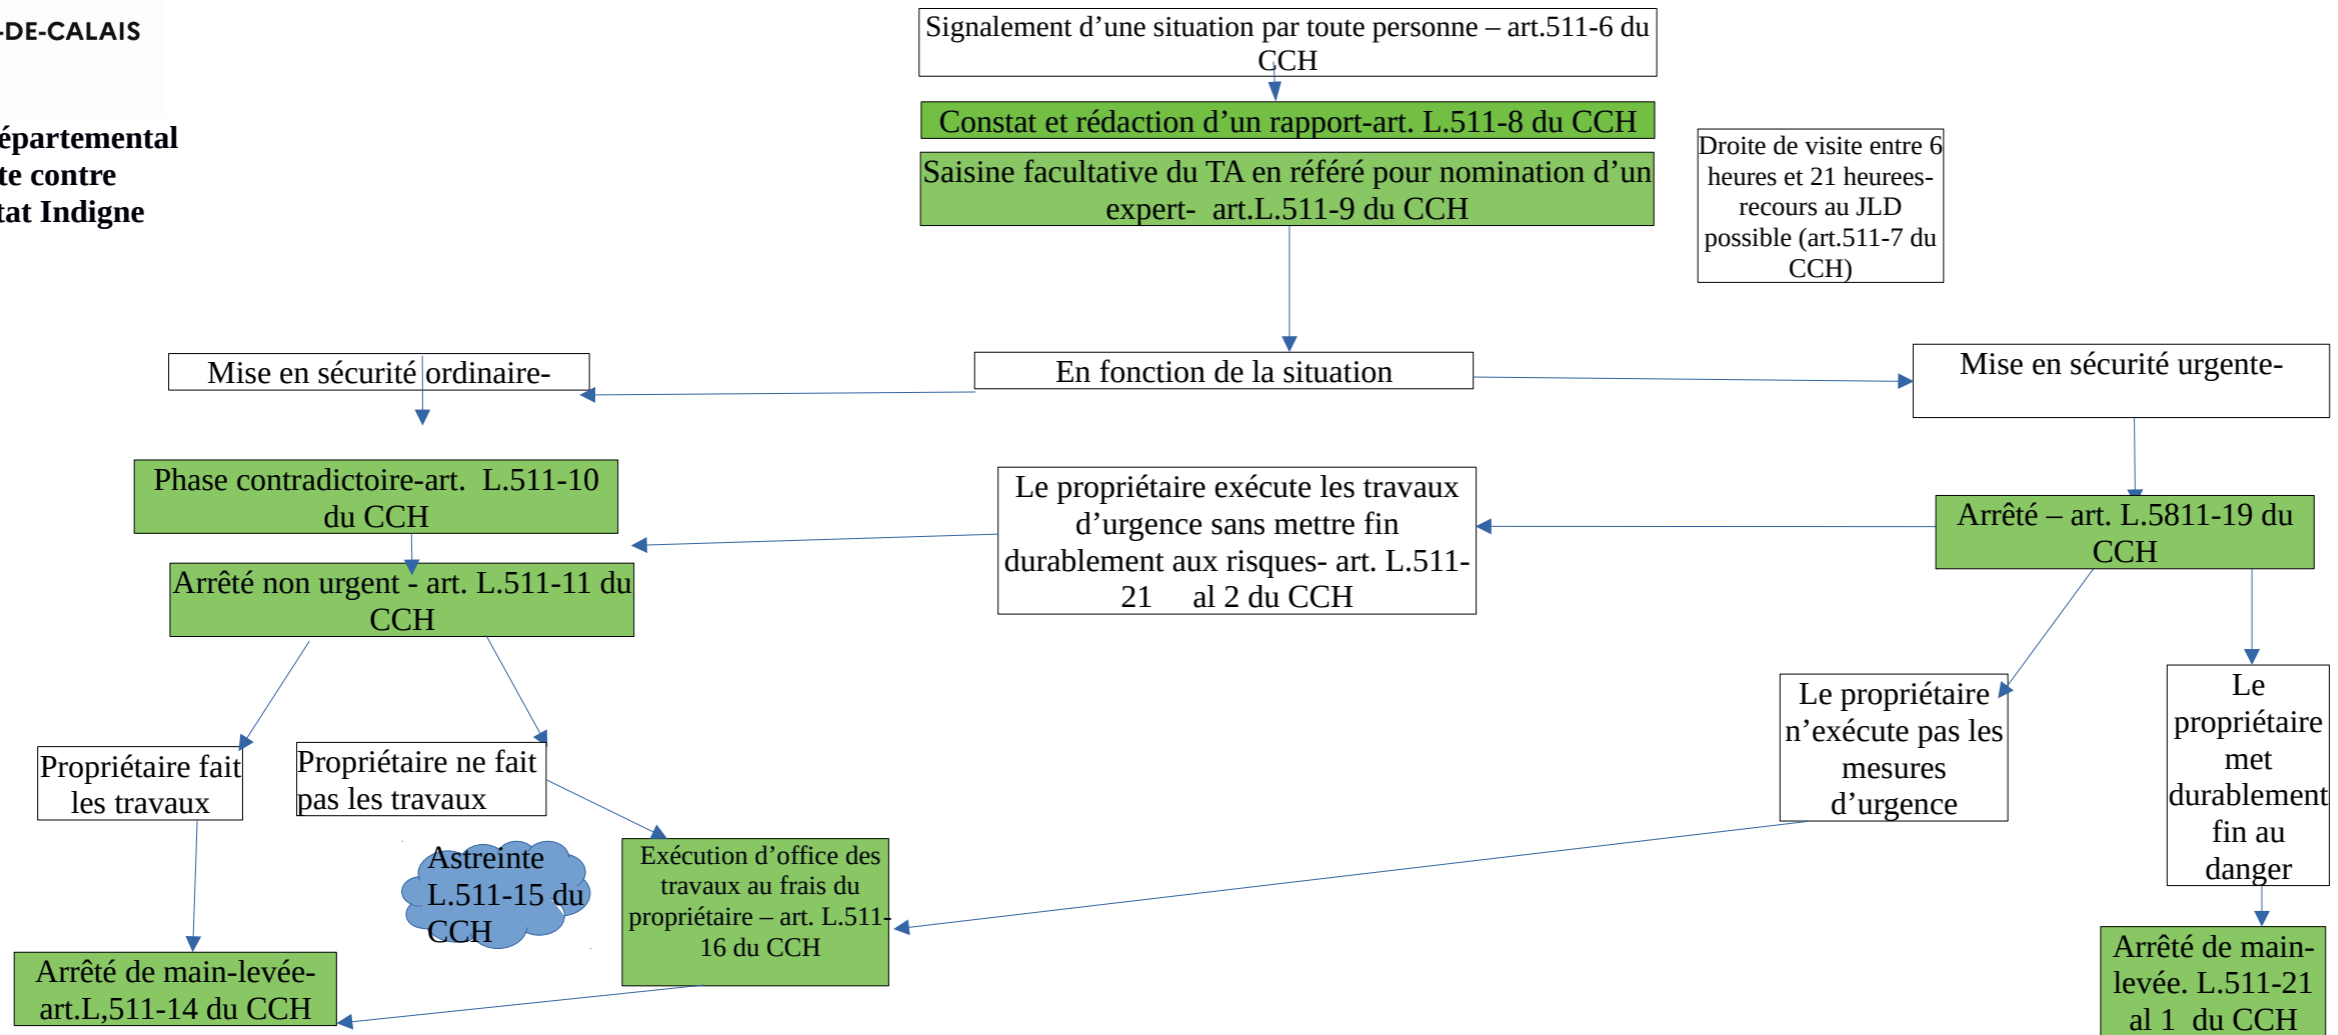 -DE-CALAIS
épartemental
te contre
tat Indigne
Signalement d’une situation par toute personne – art.511-6 du
CCH
Constat et rédaction d’un rapport-art. L.511-8 du CCH
Saisine facultative du TA en référé pour nomination d’un
expert- art.L.511-9 du CCH
Droite de visite entre 6
heures et 21 heurees-
recours au JLD
possible (art.511-7 du
CCH)
Mise en sécurité ordinaire-
En fonction de la situation
Mise en sécurité urgente-
Phase contradictoire-art. L.511-10
du CCH
Le propriétaire exécute les travaux
d’urgence sans mettre fin
durablement aux risques- art. L.511-
21 al 2 du CCH
Arrêté – art. L.5811-19 du
CCH
Arrêté non urgent - art. L.511-11 du
CCH
Propriétaire fait
les travaux
Propriétaire ne fait
pas les travaux
Le propriétaire
n’exécute pas les
mesures
d’urgence
Le
propriétaire
met
durablement
fin au
danger
Astreinte
L.511-15 du
CCH
Exécution d’office des
travaux au frais du
propriétaire – art. L.511-
16 du CCH
Arrêté de main-levée-
art.L,511-14 du CCH
Arrêté de main-
levée. L.511-21
al 1 du CCH